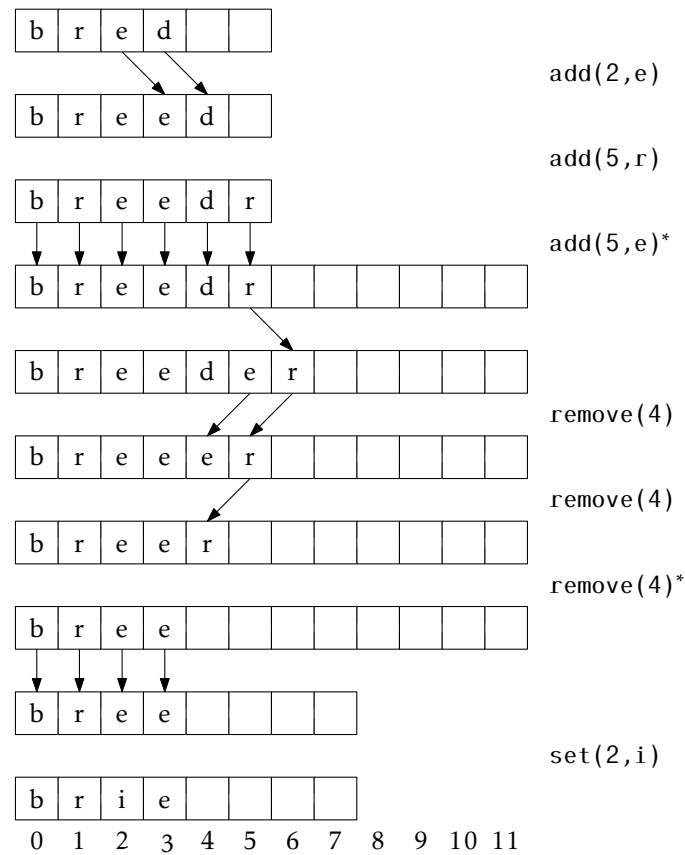 b r e d
add(2,e)
b r e e d
add(5,r)
b r e e d r
add(5,e)*
b r e e d r
b r e e d e r
remove(4)
b r e e e r
remove(4)
b r e e r
remove(4)*
b r e e
b r e e
set(2,i)
b r i e
0 1 2 3 4 5 6 7 8 9 10 11